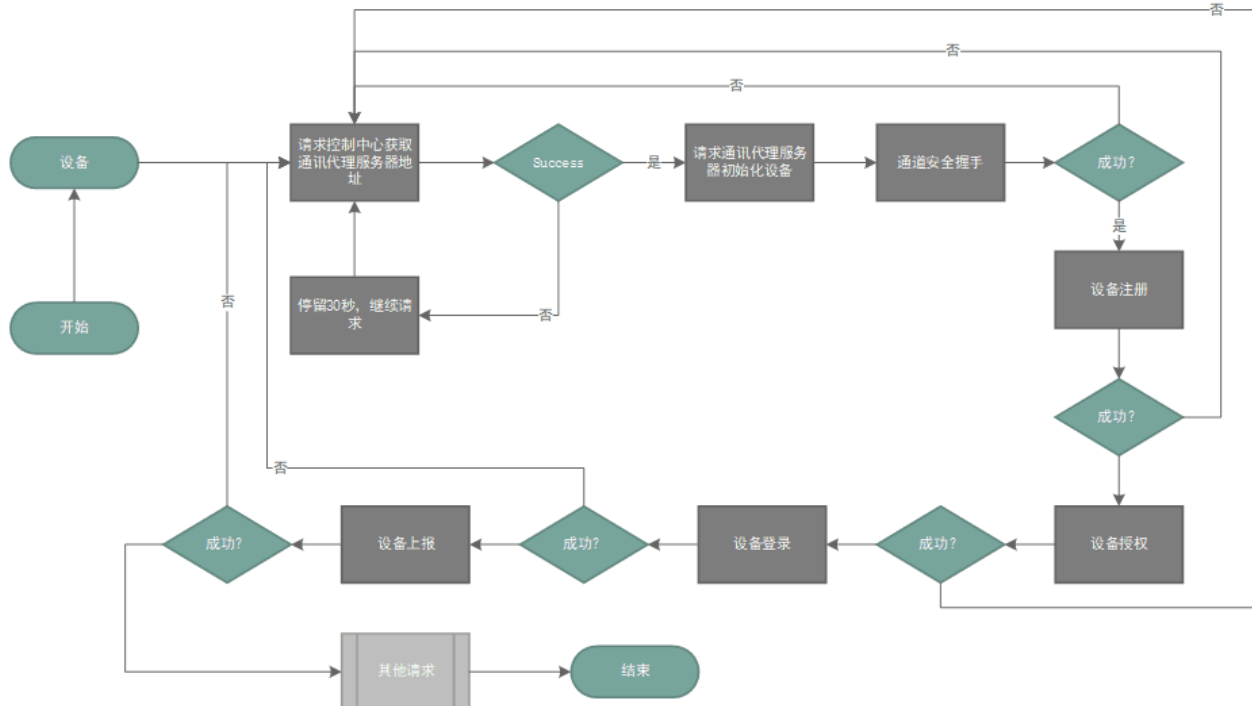 否
否
否
设备
请求控制中心获取
通讯代理服务器地
址
Success
是
请求通讯代理服务
器初始化设备
通道安全握手
成功？
是
开始
否
停留30秒，继续请
求
否
设备注册
成功？
否
成功？
设备上报
成功？
设备登录
成功？
设备授权
其他请求
结束